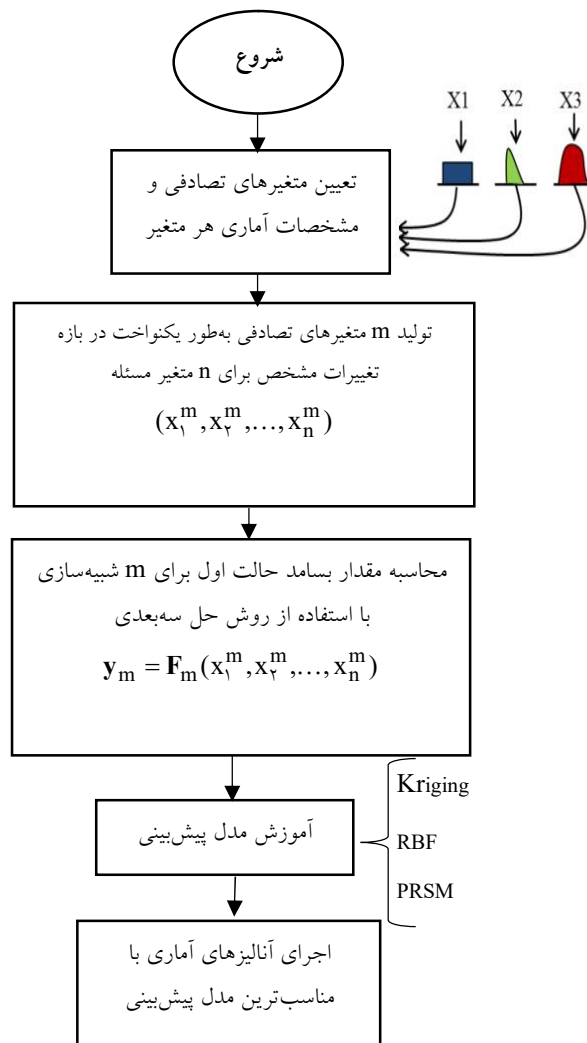 شروع
X1 X2 X3
تعیین متغیرهای تصادفی و
مشخصات آماری هر متغیر
تولید m متغیرهای تصادفی به‌طور یکنواخت در بازه
تغییرات مشخص برای n متغیر مسئله
(x₁ᵐ, x₂ᵐ, …, xₙᵐ)
محاسبه مقدار بسامد حالت اول برای m شبیه‌سازی
با استفاده از روش حل سه‌بعدی
yₘ = Fₘ(x₁ᵐ, x₂ᵐ, …, xₙᵐ)
آموزش مدل پیش‌بینی
Kriging
RBF
PRSM
اجرای آنالیزهای آماری با
مناسب‌ترین مدل پیش‌بینی